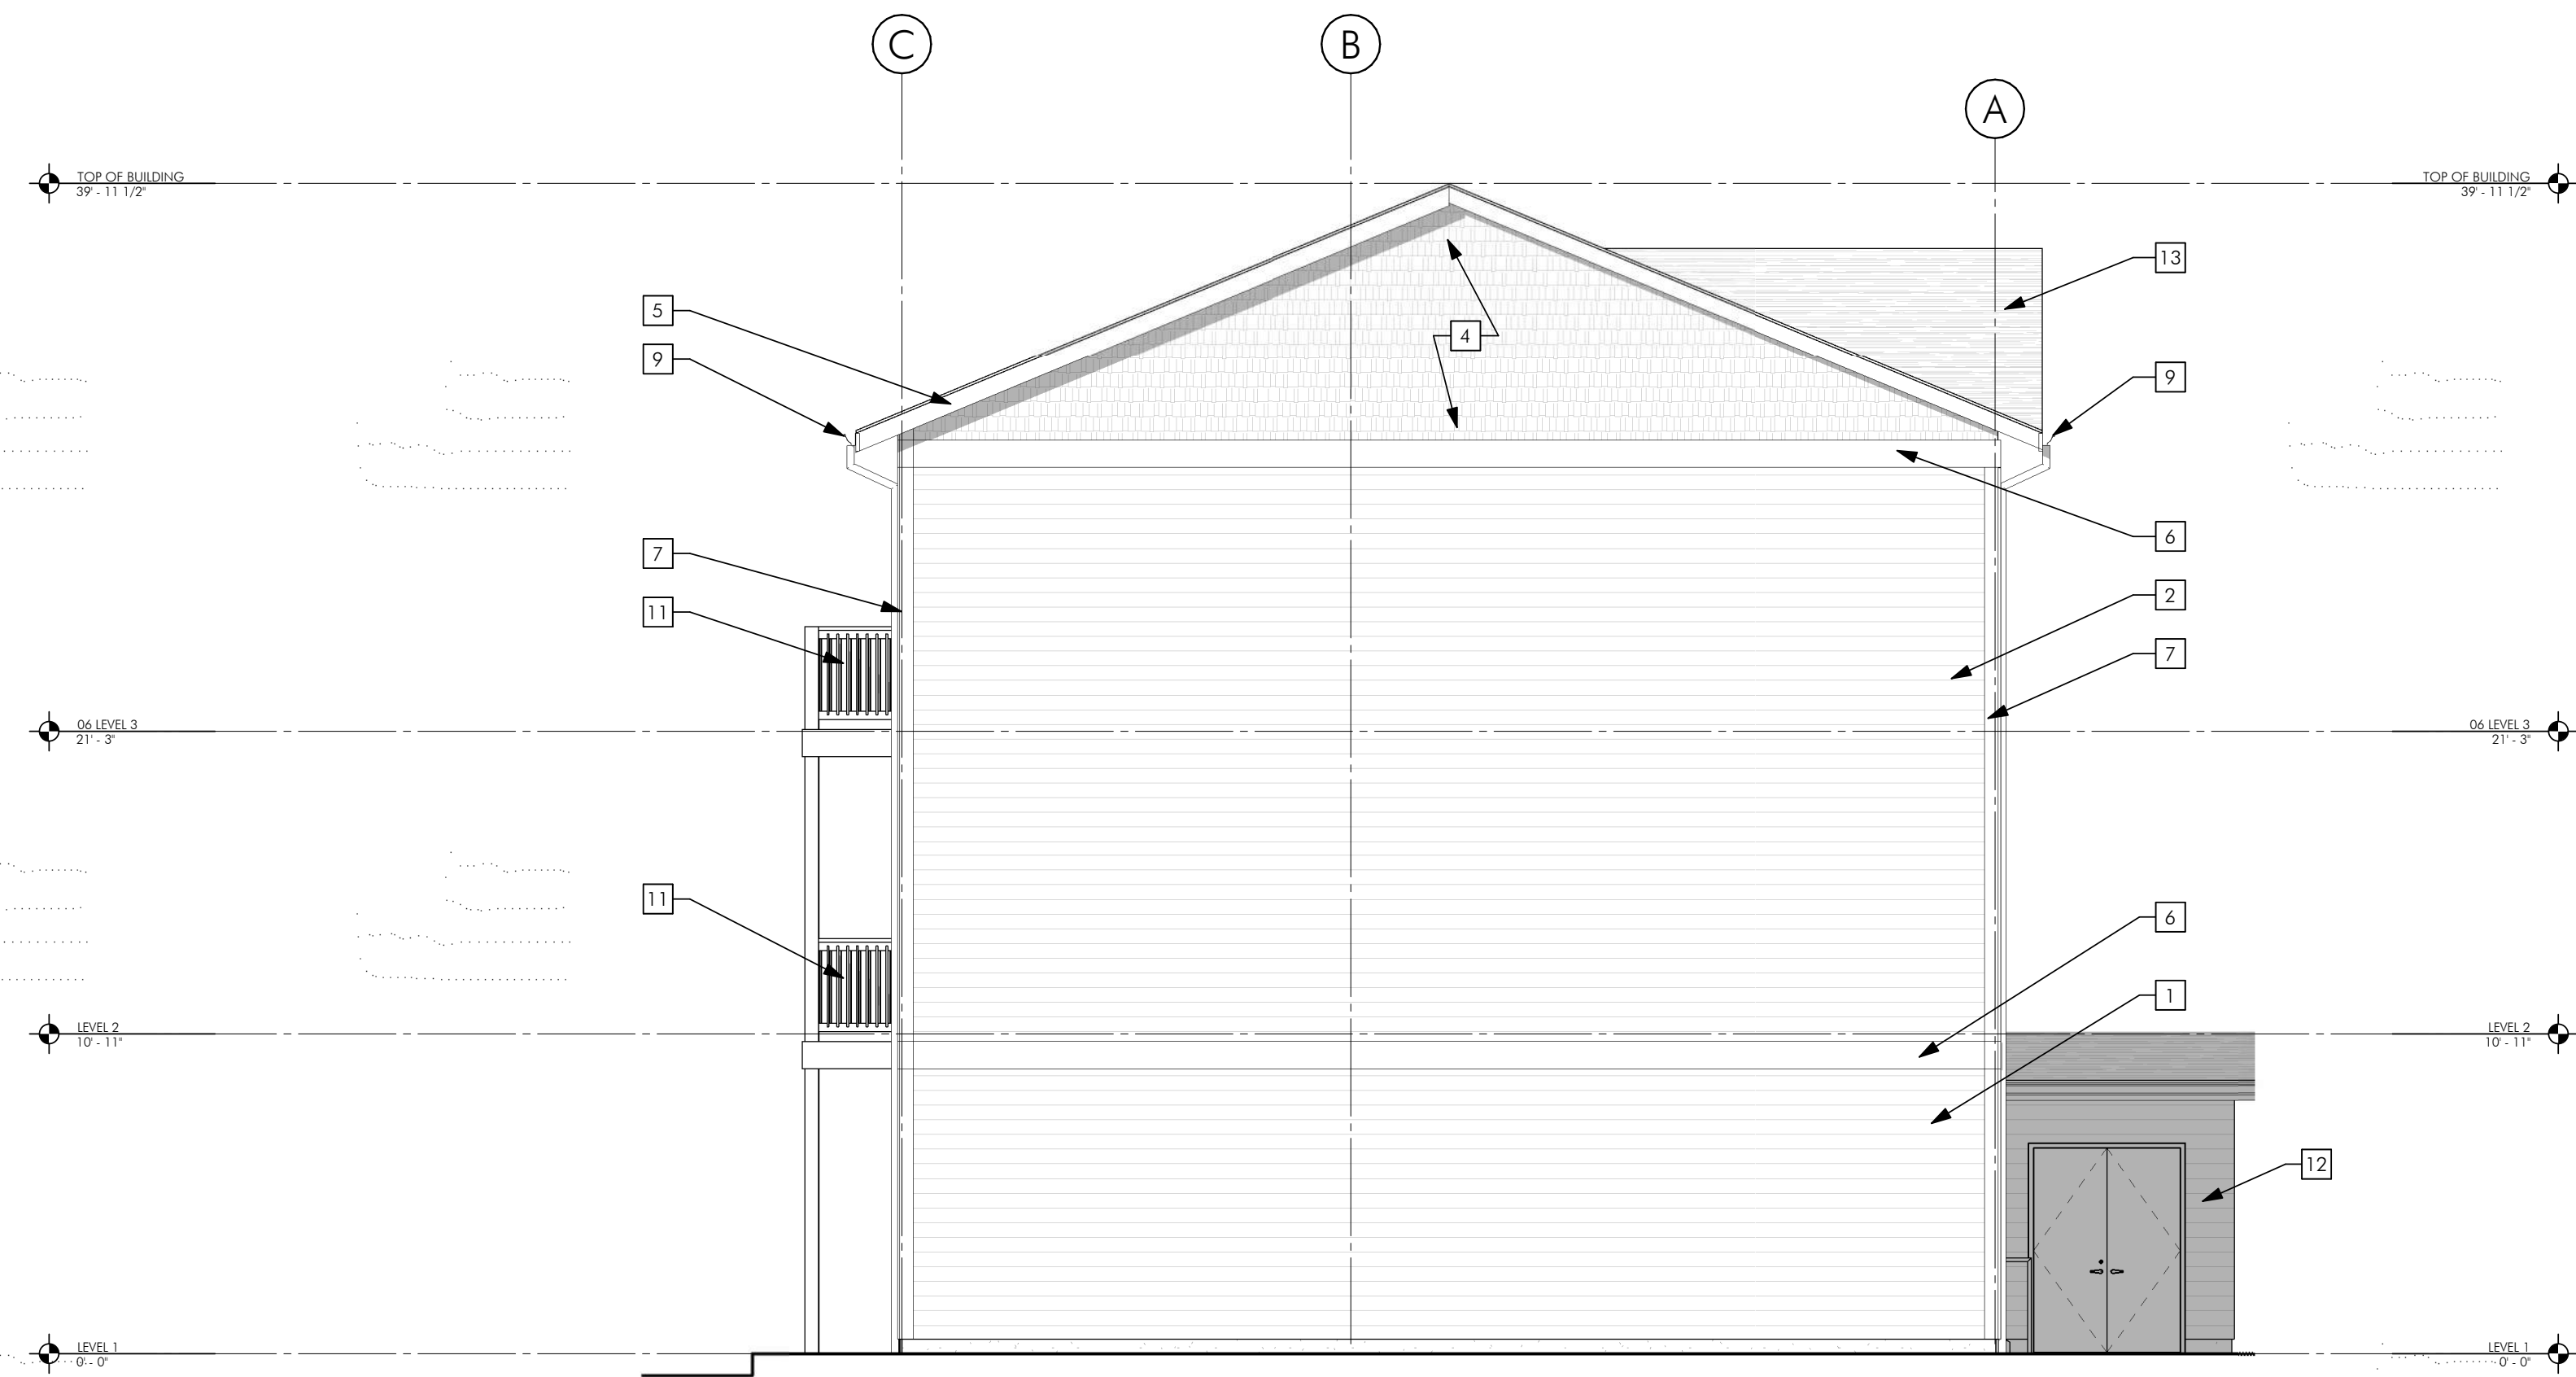 C
B
A
TOP OF BUILDING
39' - 11 1/2"
TOP OF BUILDING
39' - 11 1/2"
13
5
4
9
9
6
7
2
11
7
06 LEVEL 3
21' - 3"
06 LEVEL 3
21' - 3"
11
6
1
LEVEL 2
10' - 11"
LEVEL 2
10' - 11"
12
LEVEL 1
0' - 0"
LEVEL 1
0' - 0"